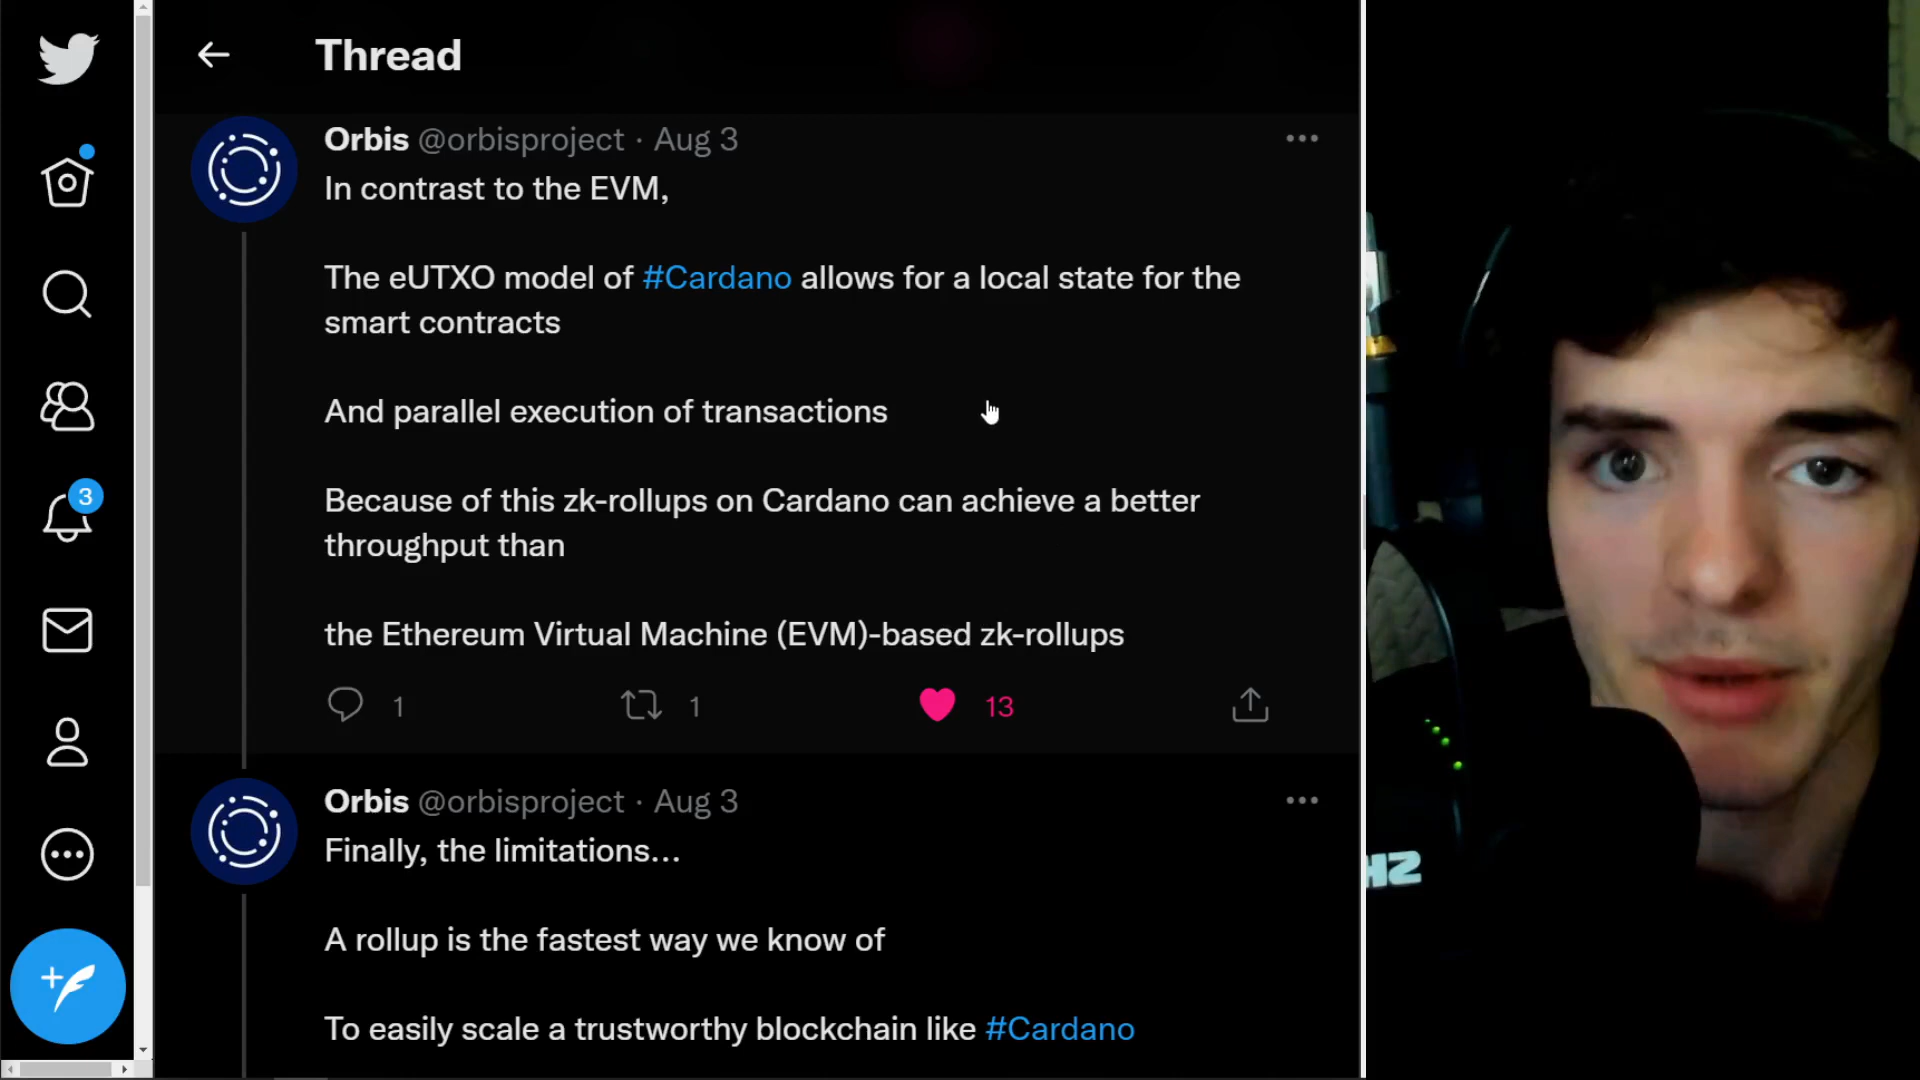 Thread
Orbis @orbisproject · Aug 3
In contrast to the EVM,
The eUTXO model of #Cardano allows for a local state for the
smart contracts
And parallel execution of transactions
Because of this zk-rollups on Cardano can achieve a better
throughput than
the Ethereum Virtual Machine (EVM)-based zk-rollups
1 1 13
3
Orbis @orbisproject · Aug 3
Finally, the limitations...
A rollup is the fastest way we know of
To easily scale a trustworthy blockchain like #Cardano